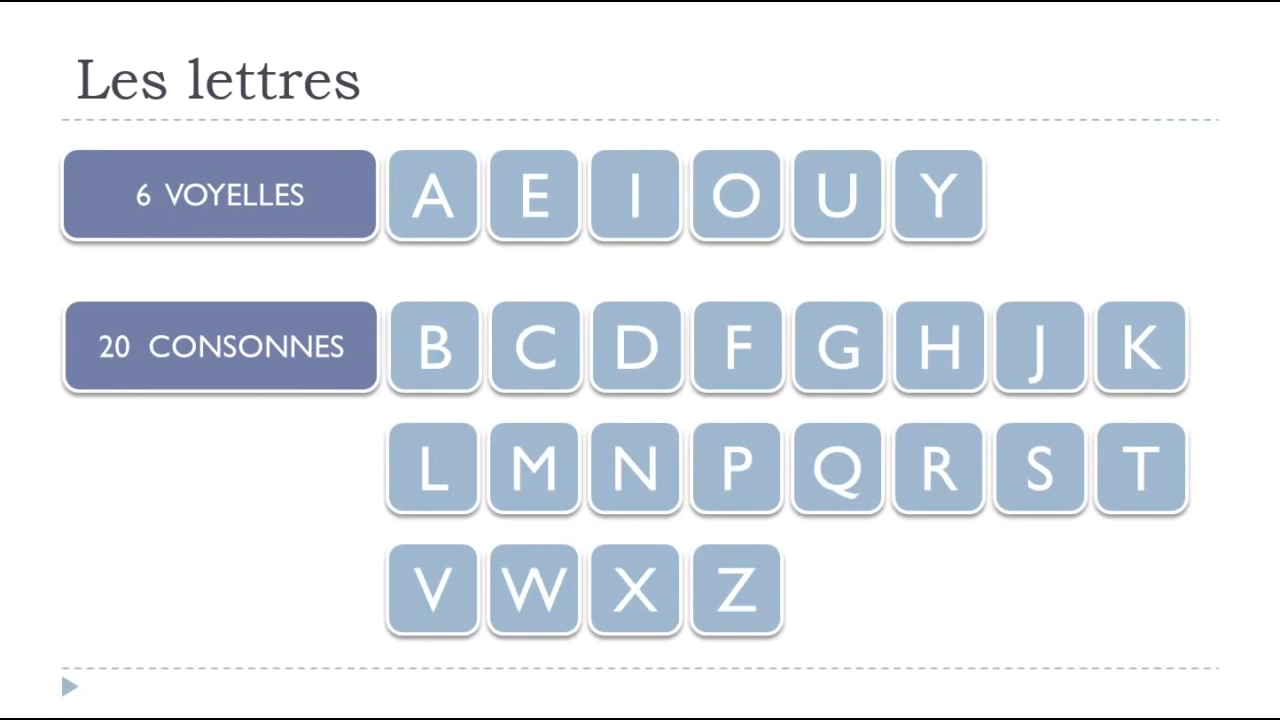 Les lettres
6 VOYELLES A E I O U Y
20 CONSONNES B C D F G H J K
L M N P Q R S T
V W X Z